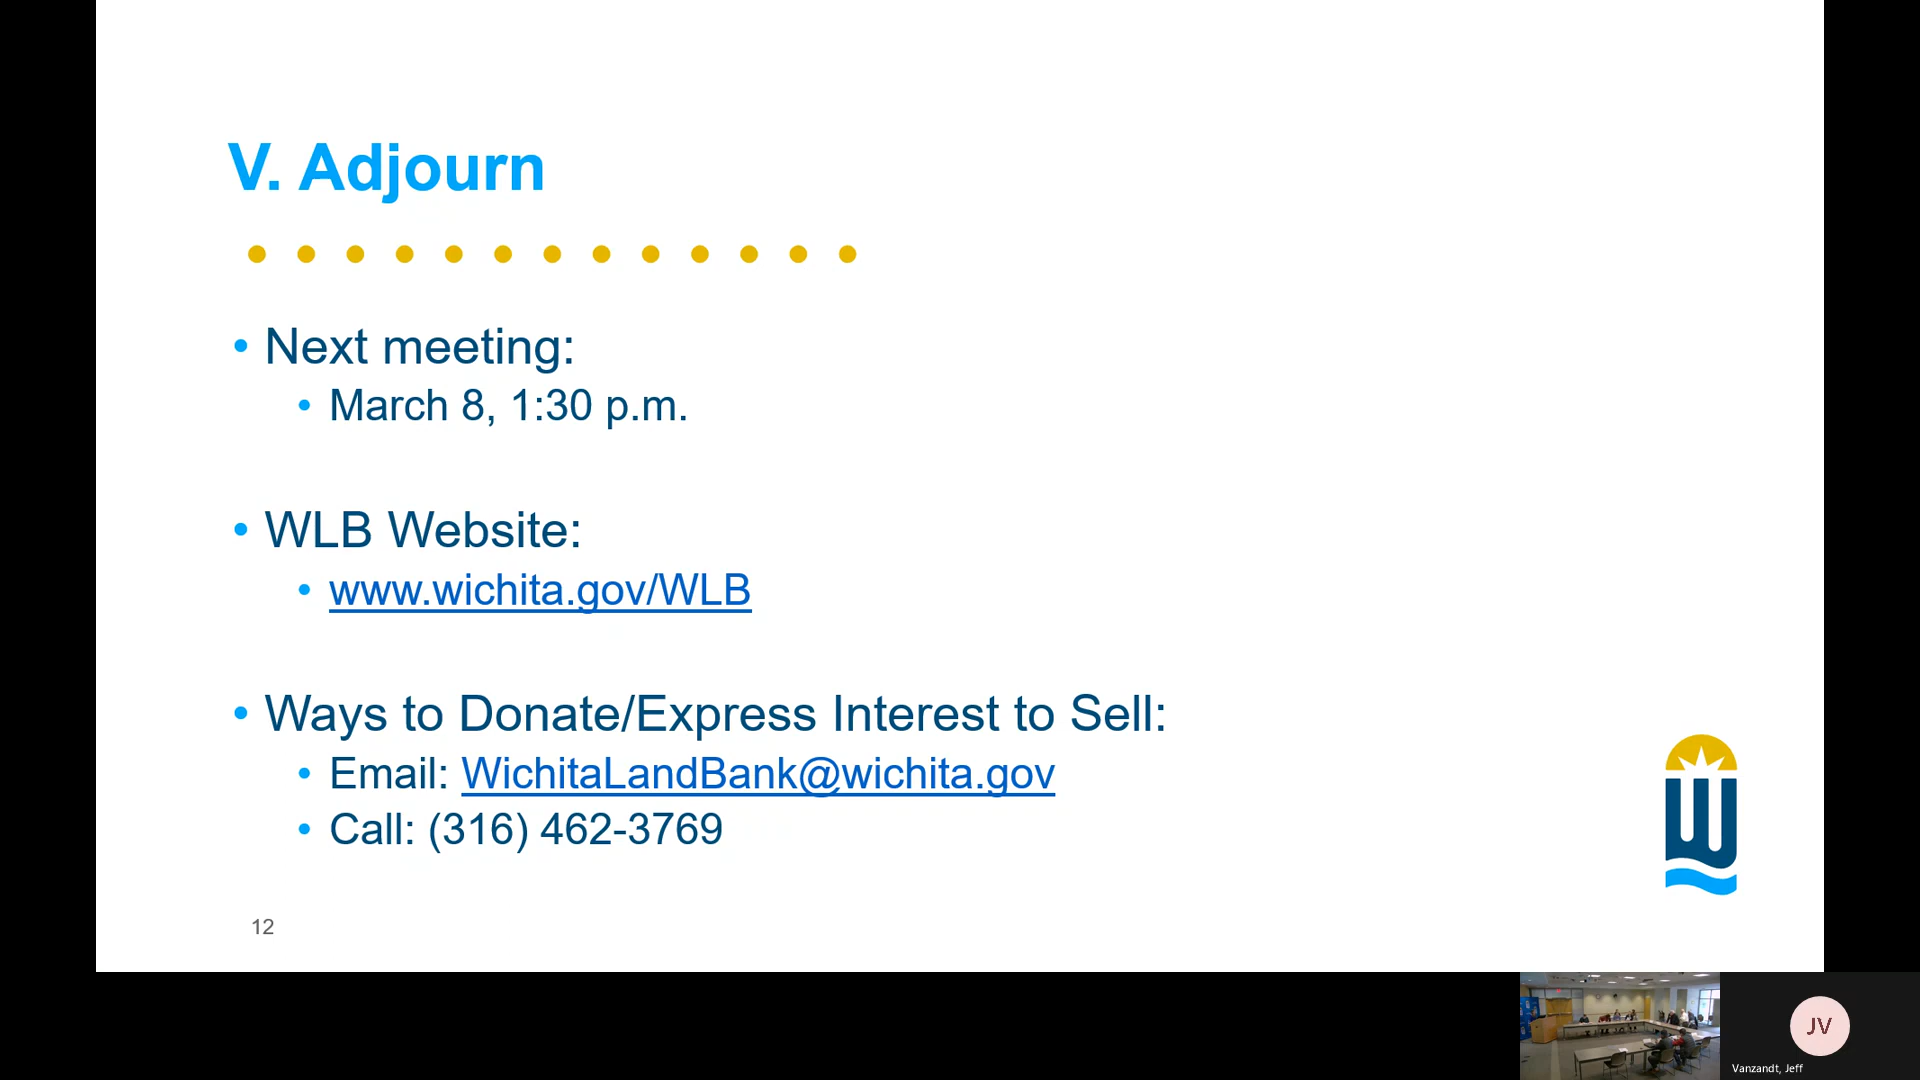 V. Adjourn
• Next meeting:
• March 8, 1:30 p.m.
• WLB Website:
• www.wichita.gov/WLB
• Ways to Donate/Express Interest to Sell:
• Email: WichitaLandBank@wichita.gov
• Call: (316) 462-3769
12
JV
Vanzandt, Jeff